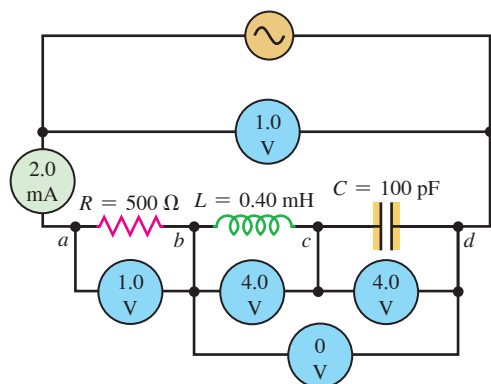 1.0
V
2.0
mA
R = 500 Ω
L = 0.40 mH
C = 100 pF
a
b
c
d
1.0
V
4.0
V
4.0
V
0
V